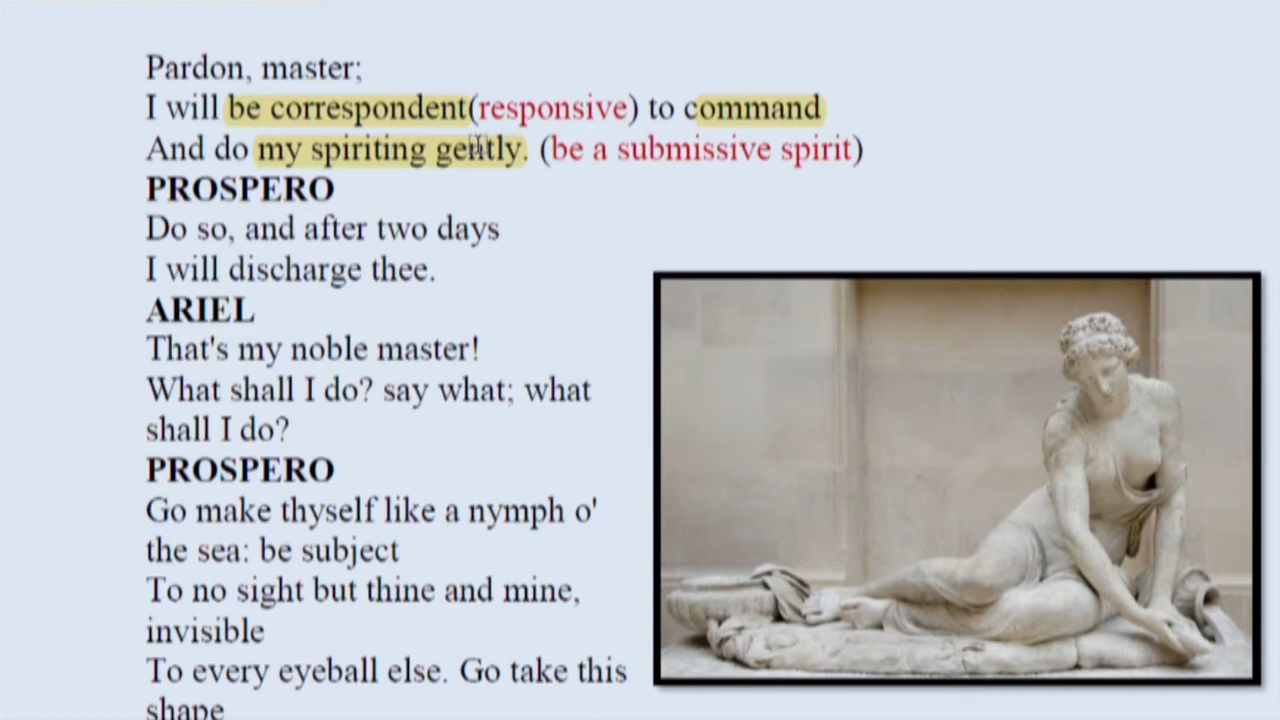 Pardon, master;
I will be correspondent(responsive) to command
And do my spiriting gently. (be a submissive spirit)
PROSPERO
Do so, and after two days
I will discharge thee.
ARIEL
That's my noble master!
What shall I do? say what; what
shall I do?
PROSPERO
Go make thyself like a nymph o'
the sea: be subject
To no sight but thine and mine,
invisible
To every eyeball else. Go take this
shape